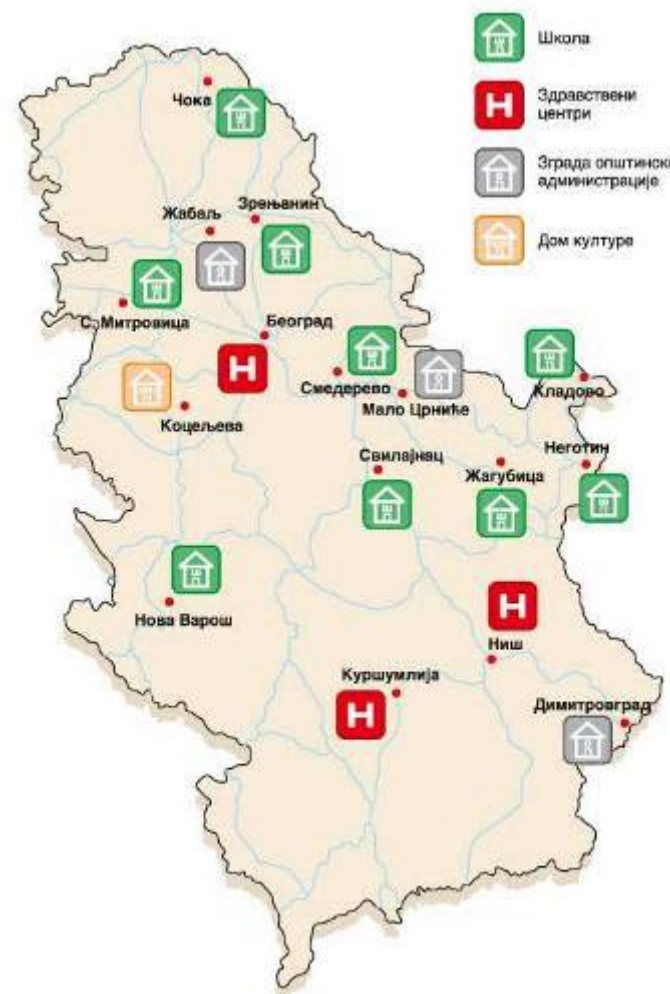 Школа
Здравствени
центри
Зграда општинск
администрације
Дом културе
Чока
Жабаљ
Зрењанин
С. Митровица
Београд
Смедерево
Мало Црниће
Кладово
Коцељева
Свилајнац
Жагубица
Неготин
Нова Варош
Ниш
Куршумлија
Димитровград